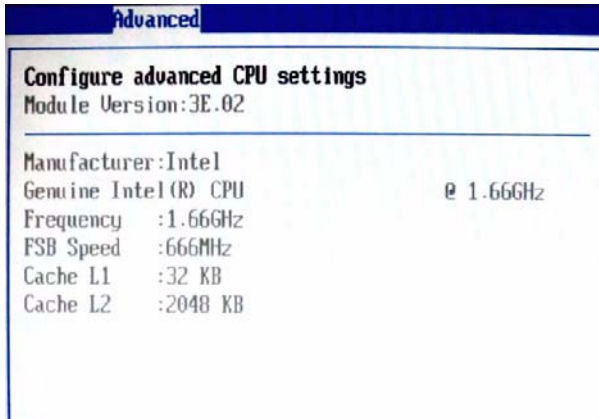 Advanced
Configure advanced CPU settings
Module Version:3E.02
Manufacturer:Intel
Genuine Intel(R) CPU @ 1.66GHz
Frequency :1.66GHz
FSB Speed :666MHz
Cache L1 :32 KB
Cache L2 :2048 KB